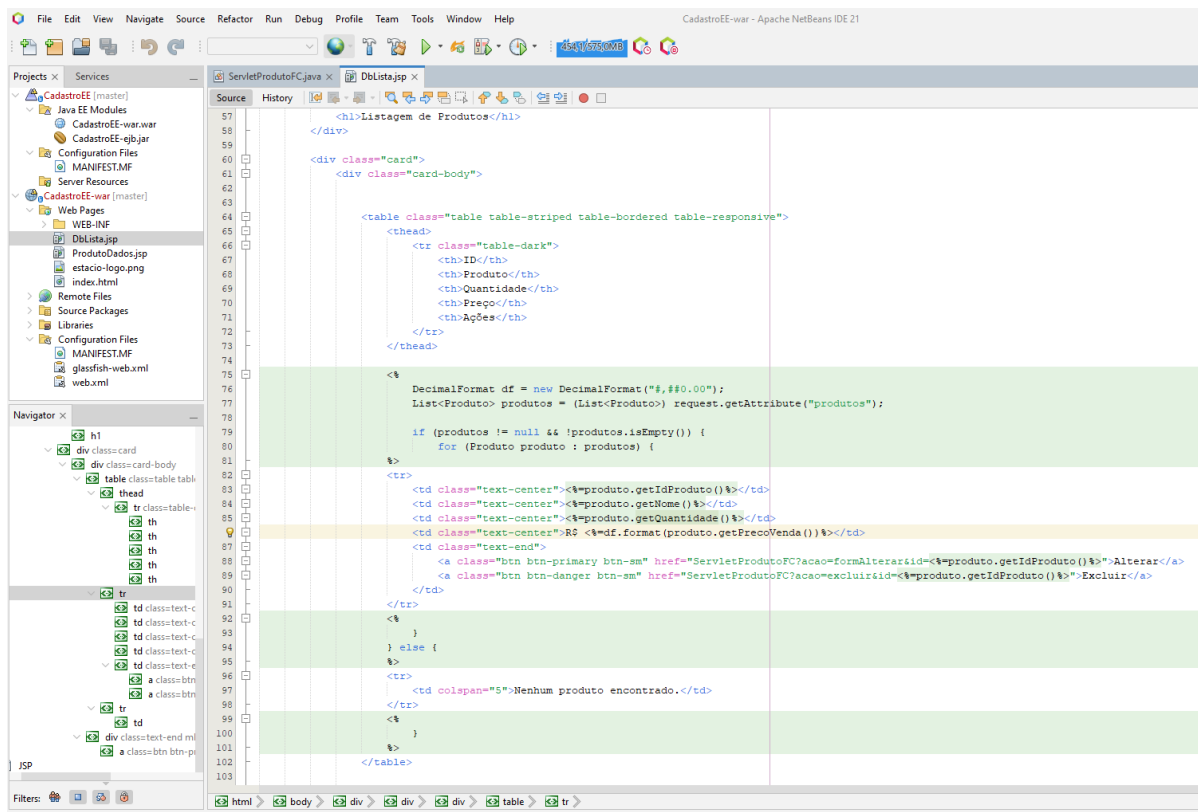 File Edit View Navigate Source Refactor Run Debug Profile Team Tools Window Help
CadastroEE-war - Apache NetBeans IDE 21
454,1/575,0MB
Projects Services
CadastroEE [master]
Java EE Modules
CadastroEE-war.war
CadastroEE-ejb.jar
Configuration Files
MANIFEST.MF
Server Resources
CadastroEE-war [master]
Web Pages
WEB-INF
DbLista.jsp
ProdutoDados.jsp
estacio-logo.png
index.html
Remote Files
Source Packages
Libraries
Configuration Files
MANIFEST.MF
glassfish-web.xml
web.xml
Navigator
h1
div class=card
div class=card-body
table class=table tabl
thead
tr class=table-
th
th
th
th
th
tr
td class=text-c
td class=text-c
td class=text-c
td class=text-c
td class=text-e
a class=btn
a class=btn
tr
td
div class=text-end ml
a class=btn btn-pr
JSP
Filters:
ServletProdutoFC.java DbLista.jsp
Source History
57 <h1>Listagem de Produtos</h1>
58 </div>
59
60 <div class="card">
61 <div class="card-body">
62
63
64 <table class="table table-striped table-bordered table-responsive">
65 <thead>
66 <tr class="table-dark">
67 <th>ID</th>
68 <th>Produto</th>
69 <th>Quantidade</th>
70 <th>Preço</th>
71 <th>Ações</th>
72 </tr>
73 </thead>
74
75 <%
76 DecimalFormat df = new DecimalFormat("#,##0.00");
77 List<Produto> produtos = (List<Produto>) request.getAttribute("produtos");
78
79 if (produtos != null && !produtos.isEmpty()) {
80 for (Produto produto : produtos) {
81 %>
82 <tr>
83 <td class="text-center"><%=produto.getIdProduto()%></td>
84 <td class="text-center"><%=produto.getNome()%></td>
85 <td class="text-center"><%=produto.getQuantidade()%></td>
<td class="text-center">R$ <%=df.format(produto.getPrecoVenda())%></td>
87 <td class="text-end">
88 <a class="btn btn-primary btn-sm" href="ServletProdutoFC?acao=formAlterar&id=<%=produto.getIdProduto()%>">Alterar</a>
89 <a class="btn btn-danger btn-sm" href="ServletProdutoFC?acao=excluir&id=<%=produto.getIdProduto()%>">Excluir</a>
90 </td>
91 </tr>
92 <%
93 }
94 } else {
95 %>
96 <tr>
97 <td colspan="5">Nenhum produto encontrado.</td>
98 </tr>
99 <%
100 }
101 %>
102 </table>
103
html body div div div table tr